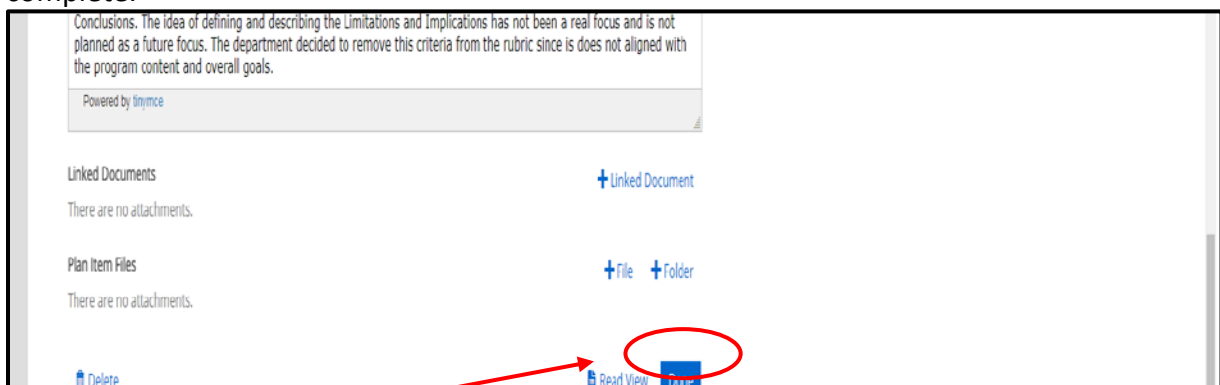 complete.
Conclusions. The idea of defining and describing the Limitations and Implications has not been a real focus and is not
planned as a future focus. The department decided to remove this criteria from the rubric since is does not aligned with
the program content and overall goals.
Powered by tinymce
Linked Documents
+ Linked Document
There are no attachments.
Plan Item Files
+ File + Folder
There are no attachments.
Delete
Read View Done